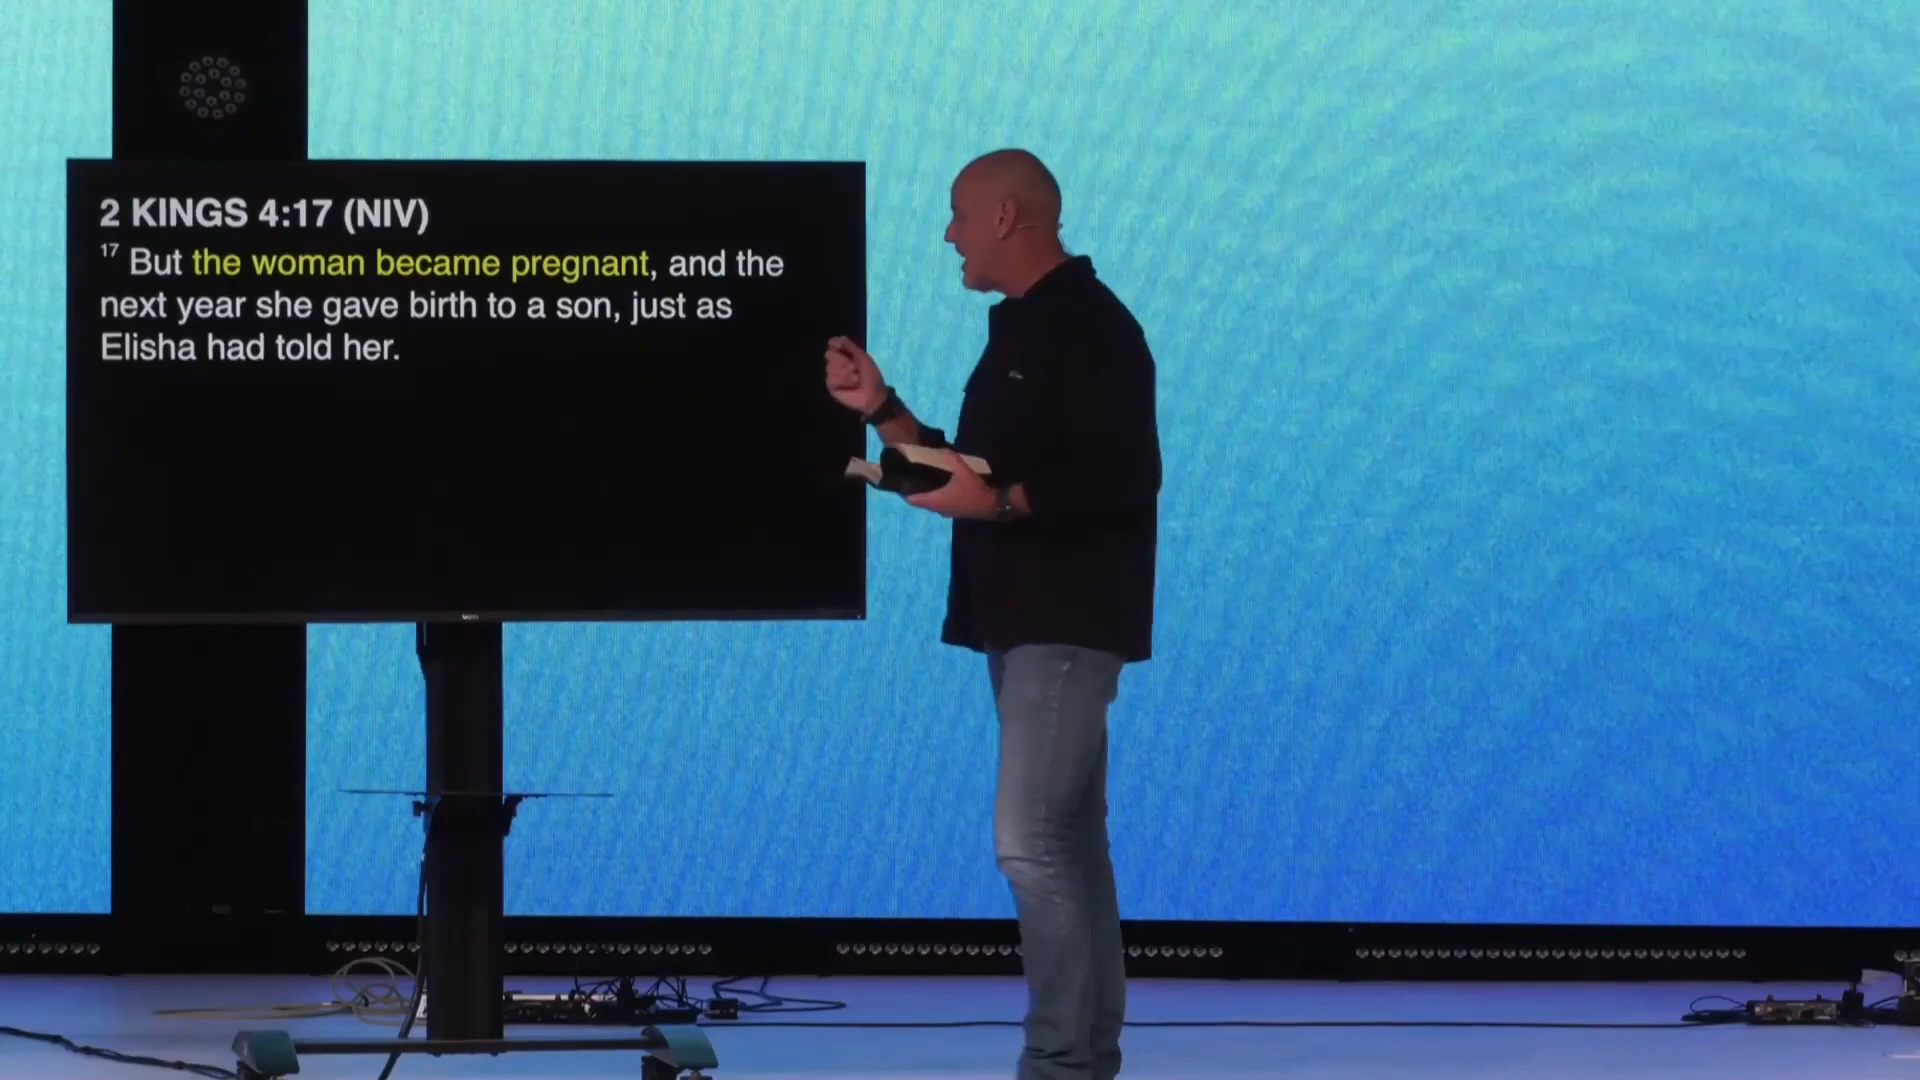 2 KINGS 4:17 (NIV)
17 But the woman became pregnant, and the
next year she gave birth to a son, just as
Elisha had told her.